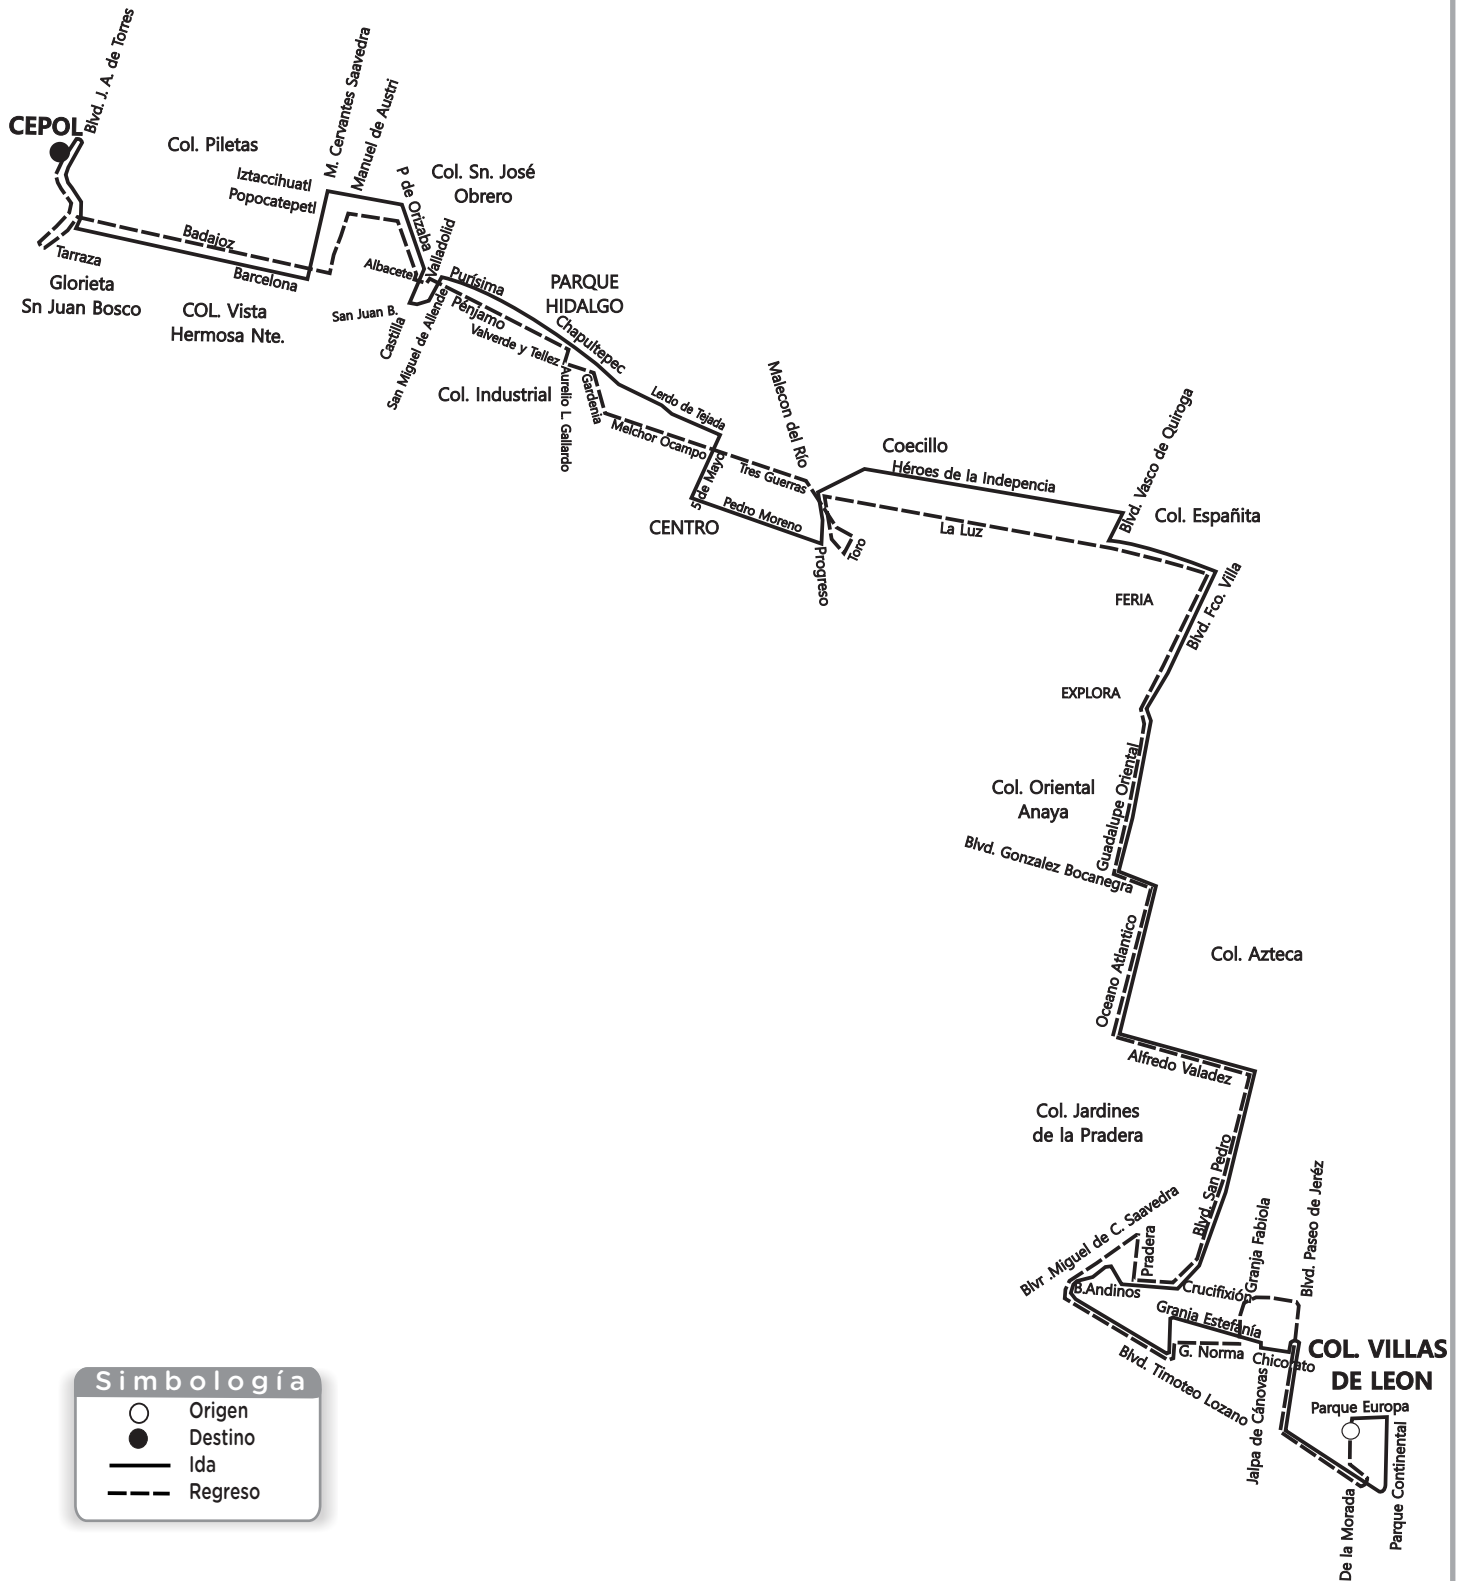 Blvd. J. A. de Torres
CEPOL
Col. Piletas
M. Cervantes Saavedra
Manuel de Austri
Iztaccihuatl
Popocatepetl
P de Orizaba
Col. Sn. José
Obrero
Badajoz
Barcelona
Tarraza
Glorieta
Sn Juan Bosco
COL. Vista
Hermosa Nte.
Albacete
Valladolid
San Juan B.
Castilla
San Miguel de Allende
Purísima
Pénjamo
PARQUE
HIDALGO
Chapultepec
Valverde y Tellez
Col. Industrial
Aurelio L. Gallardo
Gardenia
Lerdo de Tejada
Melchor Ocampo
5 de Mayo
CENTRO
Pedro Moreno
Tres Guerras
Malecon del Río
Progreso
Toro
Coecillo
Héroes de la Indepencia
La Luz
Blvd. Vasco de Quiroga
Col. Españita
FERIA
Blvd. Fco. Villa
EXPLORA
Col. Oriental
Anaya
Guadalupe Oriental
Blvd. Gonzalez Bocanegra
Oceano Atlantico
Col. Azteca
Alfredo Valadez
Col. Jardines
de la Pradera
Blvd. San Pedro
Blvr .Miguel de C. Saavedra
Pradera
B.Andinos
Crucifixión
Granja Fabiola
Blvd. Paseo de Jeréz
Grania Estefanía
G. Norma
Chicorato
Blvd. Timoteo Lozano
Jalpa de Cánovas
COL. VILLAS
DE LEON
Parque Europa
Parque Continental
De la Morada
Simbología
Origen
Destino
Ida
Regreso